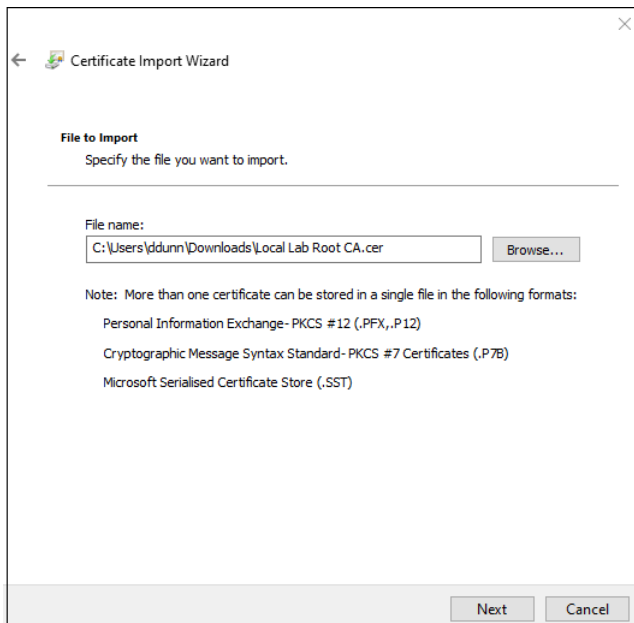 Certificate Import Wizard
File to Import
Specify the file you want to import.
File name:
C:\Users\ddunn\Downloads\Local Lab Root CA.cer
Browse...
Note: More than one certificate can be stored in a single file in the following formats:
Personal Information Exchange- PKCS #12 (.PFX,.P12)
Cryptographic Message Syntax Standard- PKCS #7 Certificates (.P7B)
Microsoft Serialised Certificate Store (.SST)
Next
Cancel